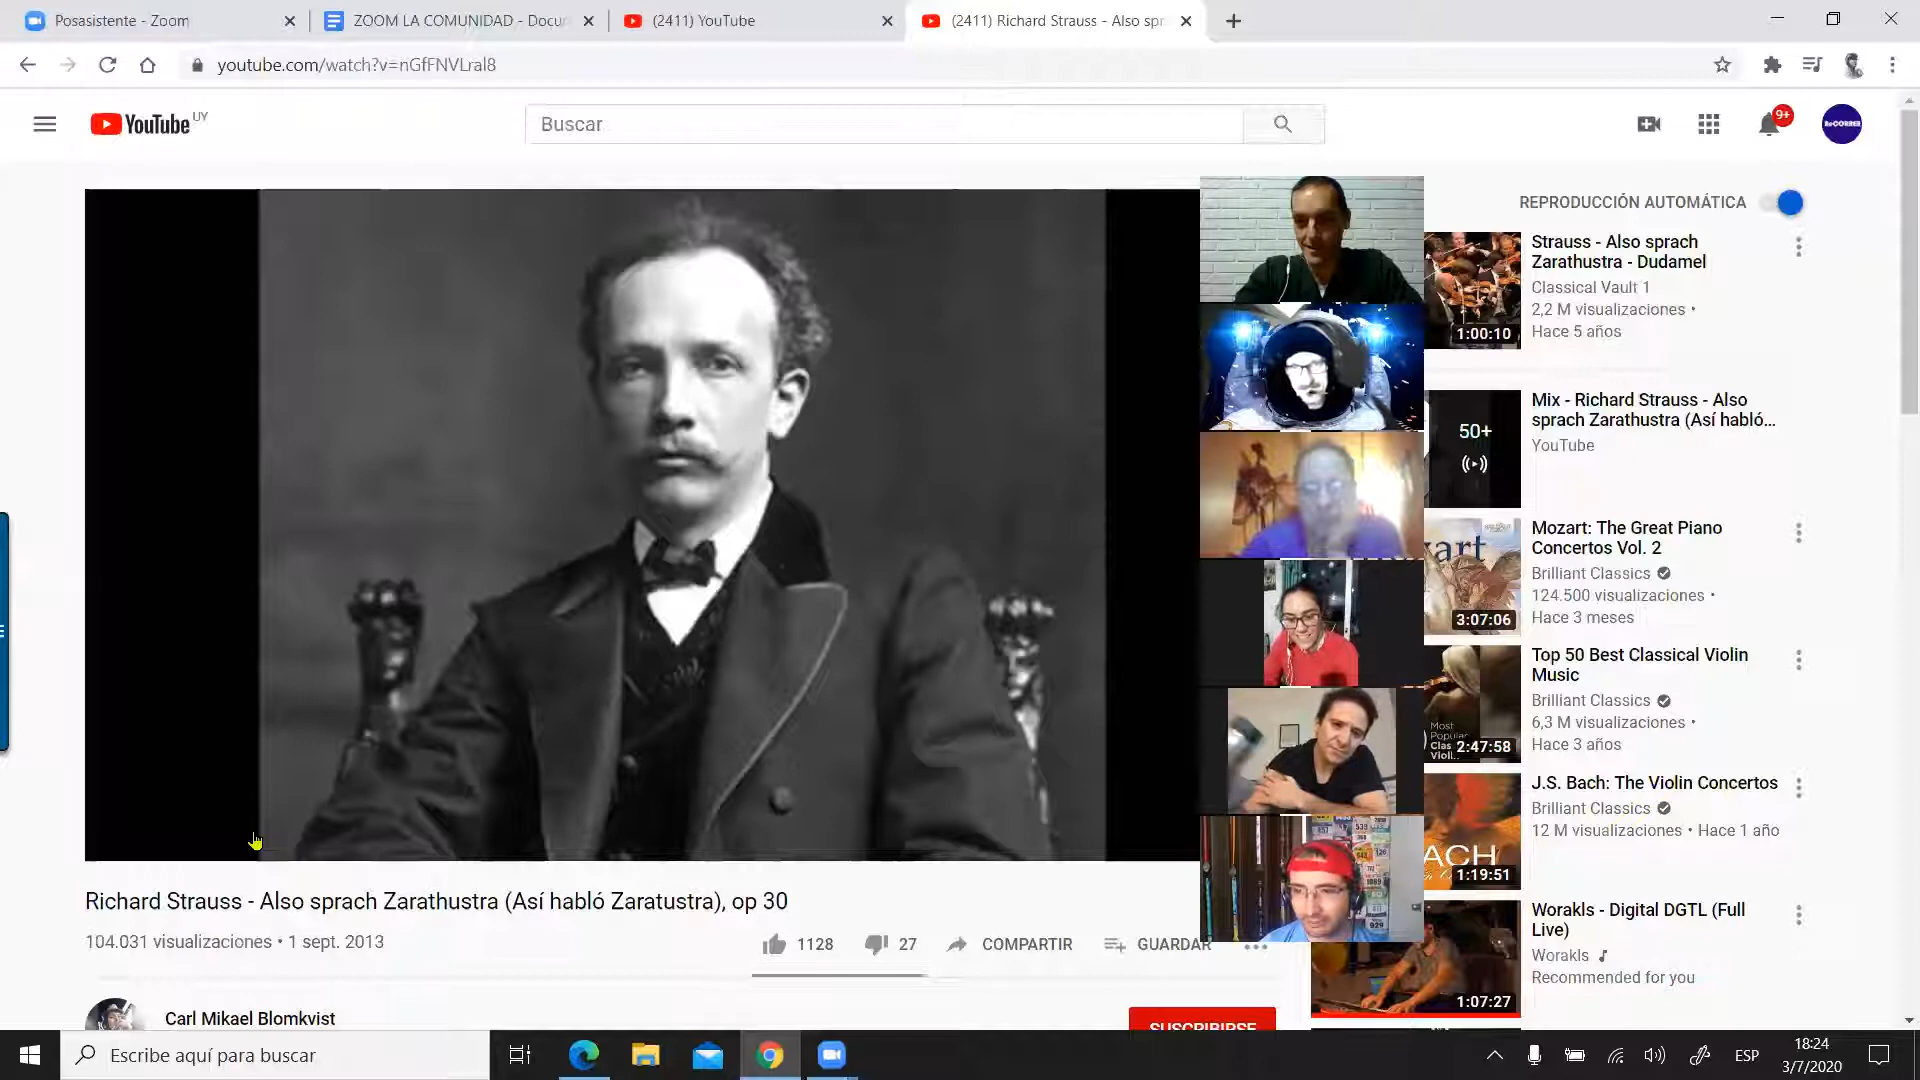 Posasistente - Zoom
ZOOM LA COMUNIDAD - Docu
(2411) YouTube
(2411) Richard Strauss - Also spr
youtube.com/watch?v=nGfFNVLral8
YouTube UY
Buscar
9+
ReCORRER
REPRODUCCIÓN AUTOMÁTICA
Strauss - Also sprach
Zarathustra - Dudamel
Classical Vault 1
2,2 M visualizaciones •
Hace 5 años
1:00:10
Mix - Richard Strauss - Also
sprach Zarathustra (Así habló...
YouTube
50+
Mozart: The Great Piano
Concertos Vol. 2
Brilliant Classics
124.500 visualizaciones •
Hace 3 meses
3:07:06
Top 50 Best Classical Violin
Music
Brilliant Classics
6,3 M visualizaciones •
Hace 3 años
Most
Popular
Clas
Violi..
2:47:58
J.S. Bach: The Violin Concertos
Brilliant Classics
12 M visualizaciones • Hace 1 año
ACH
1:19:51
Worakls - Digital DGTL (Full
Live)
Worakls
Recommended for you
1:07:27
Richard Strauss - Also sprach Zarathustra (Así habló Zaratustra), op 30
104.031 visualizaciones • 1 sept. 2013
1128
27
COMPARTIR
GUARDAR
Carl Mikael Blomkvist
SUSCRIBIRSE
Escribe aquí para buscar
ESP
18:24
3/7/2020